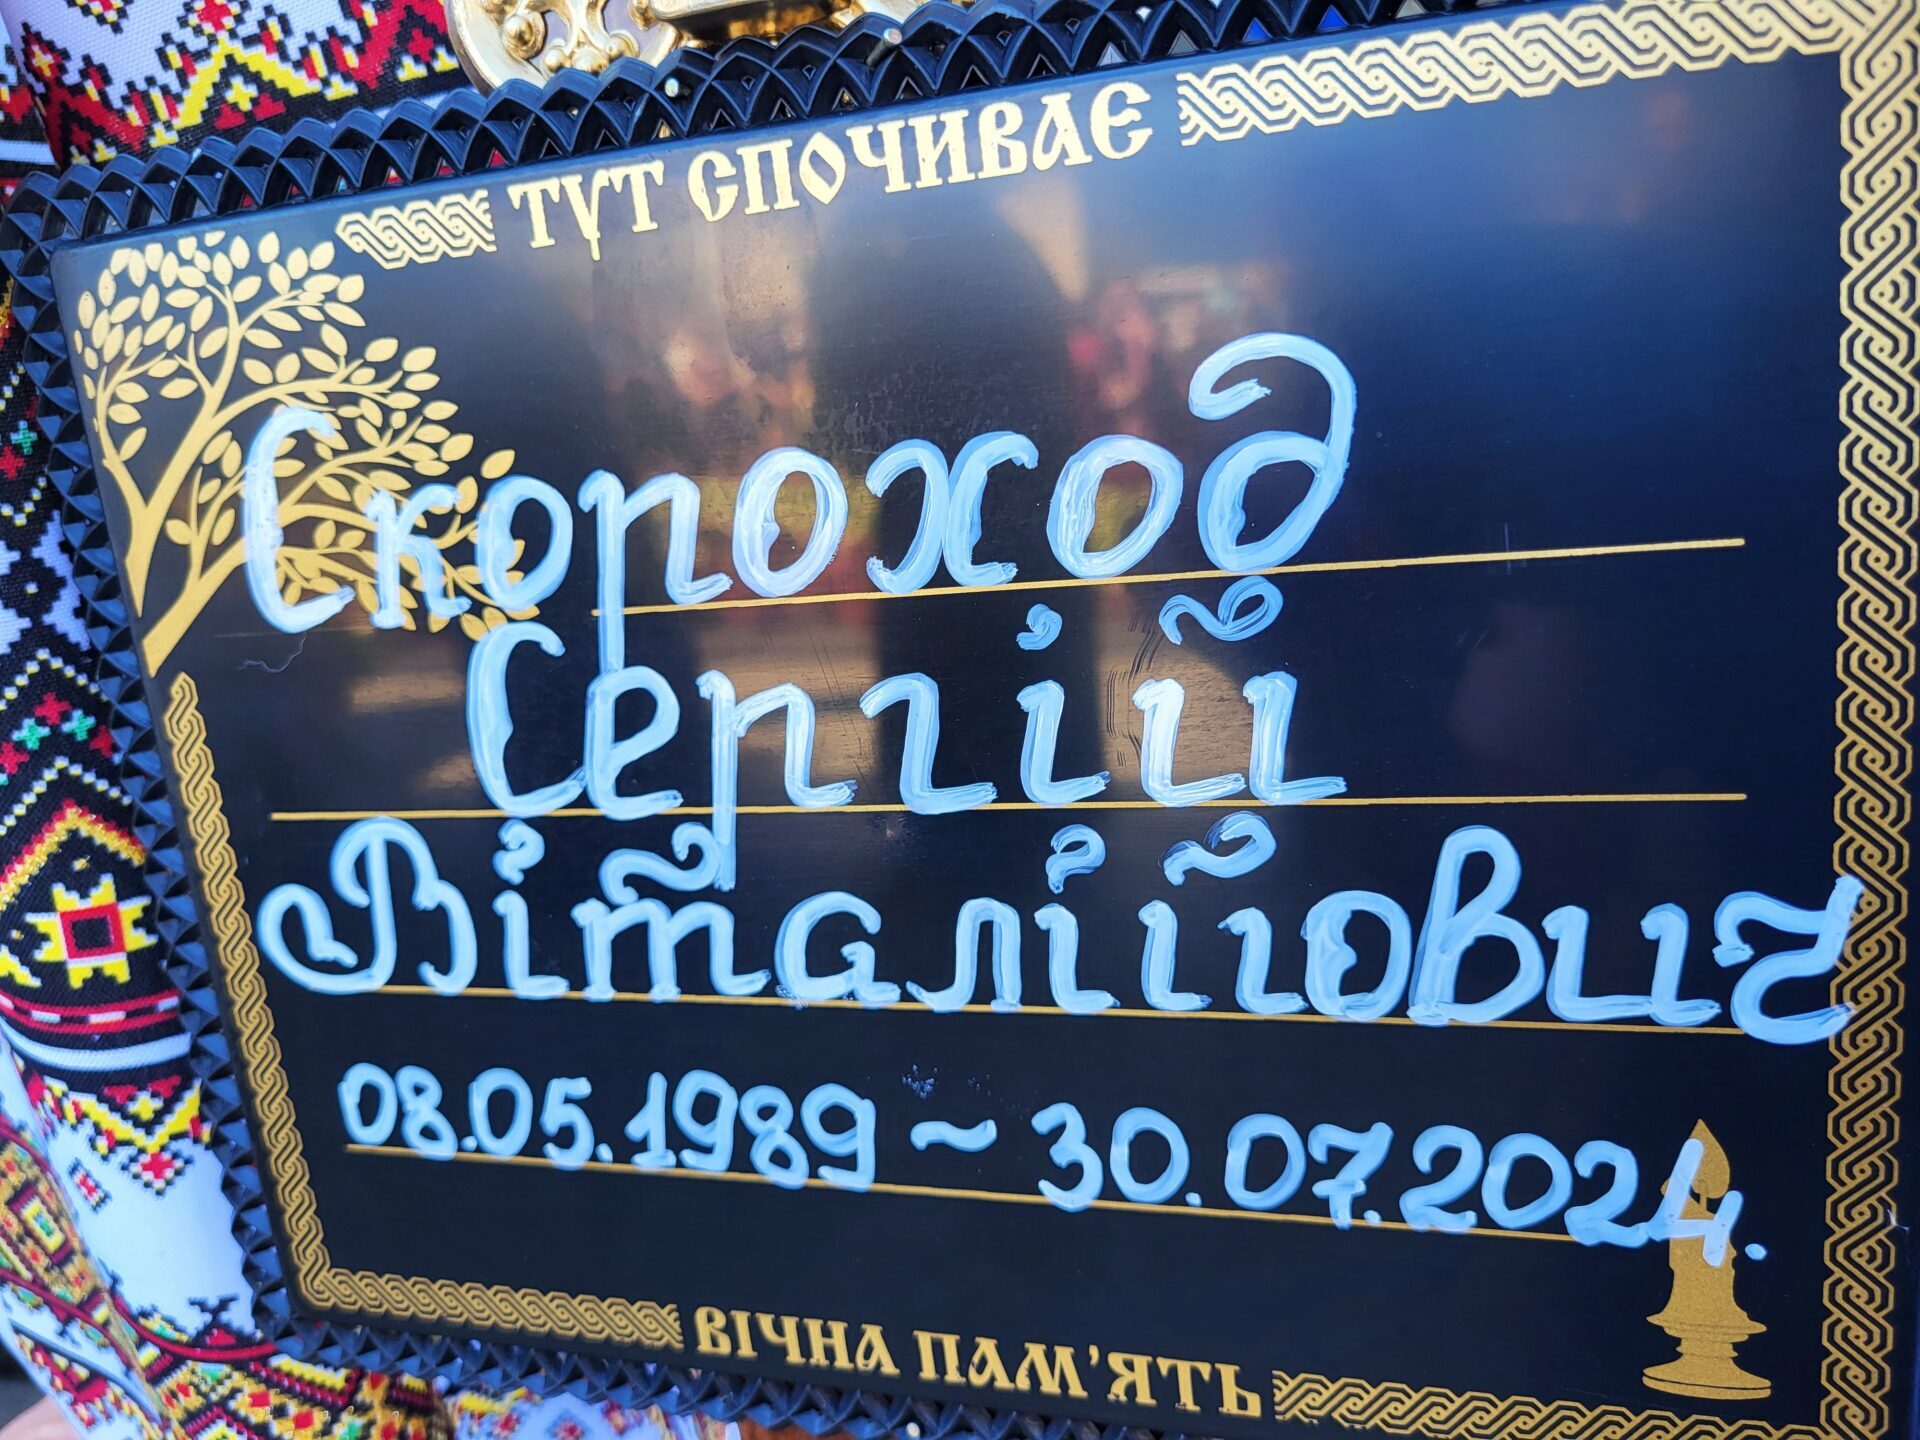 ТУТ СПОЧИВАЄ
Скороход
Сергій
Віталійович
08.05.1989 ~ 30.07.2024.
ВІЧНА ПАМ'ЯТЬ